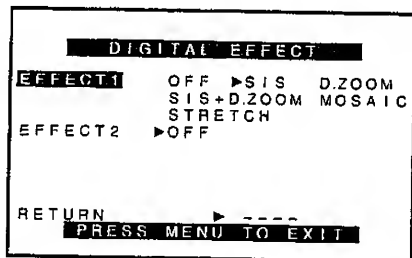 DIGITAL EFFECT
EFFECT1 OFF ▶SIS D.ZOOM
SIS+D.ZOOM MOSAIC
STRETCH
EFFECT2 ▶OFF
RETURN ▶ ----
PRESS MENU TO EXIT